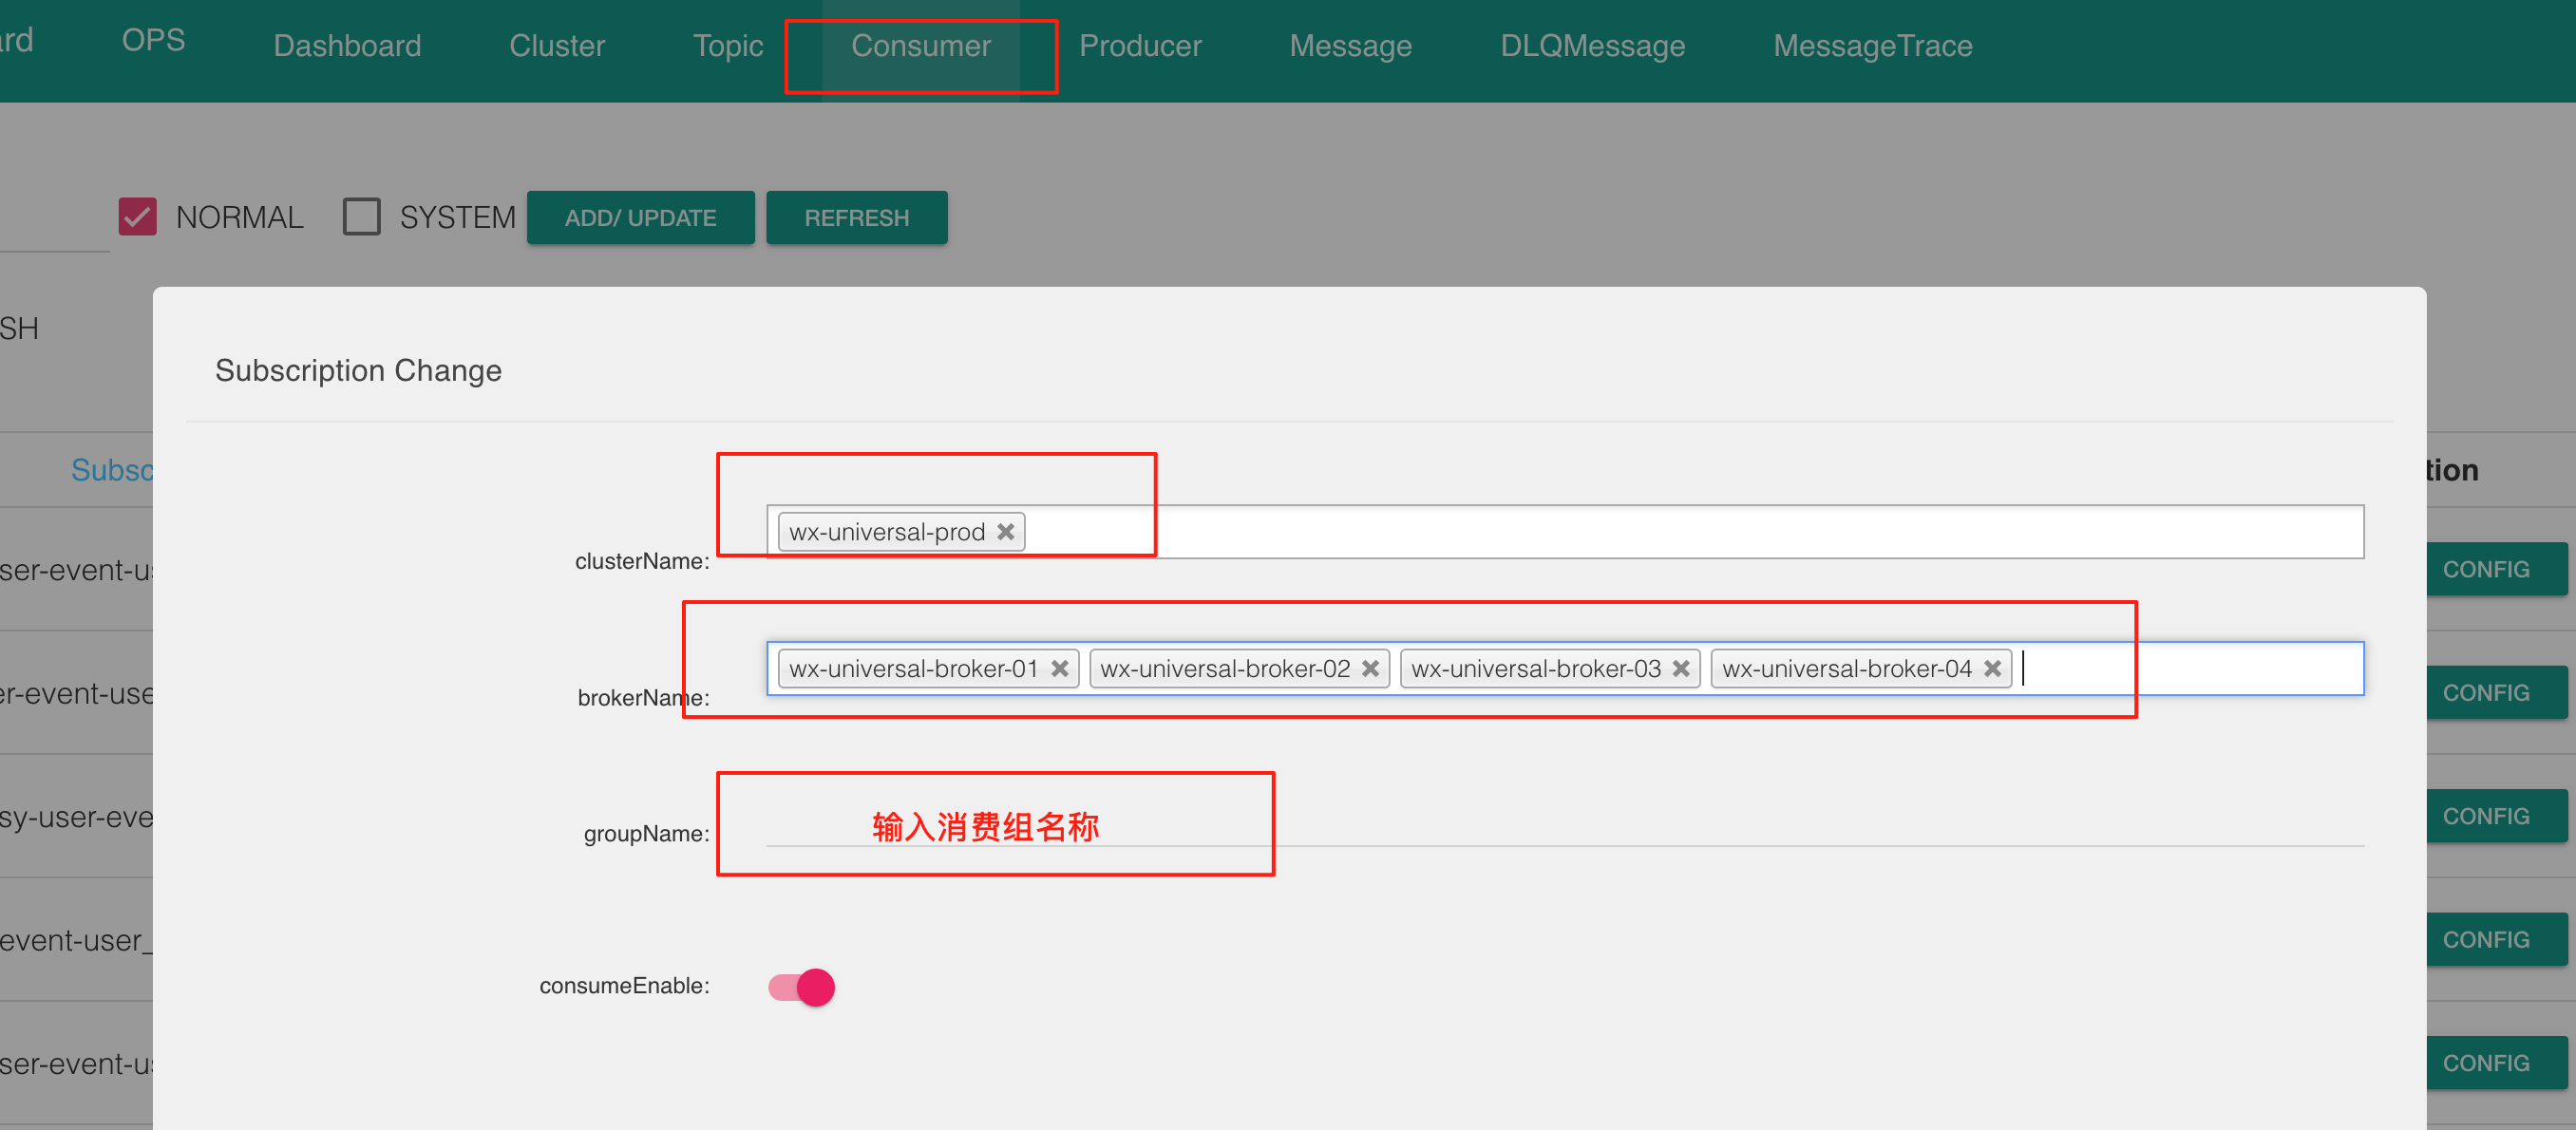 rd OPS Dashboard Cluster Topic Consumer Producer Message DLQMessage MessageTrace
NORMAL SYSTEM ADD/ UPDATE REFRESH
SH
Subscription Change
Subsc tion
wx-universal-prod
clusterName:
ser-event-u CONFIG
wx-universal-broker-01 wx-universal-broker-02 wx-universal-broker-03 wx-universal-broker-04
brokerName:
er-event-use CONFIG
sy-user-eve CONFIG
输入消费组名称
groupName:
event-user_ CONFIG
consumeEnable:
ser-event-u CONFIG